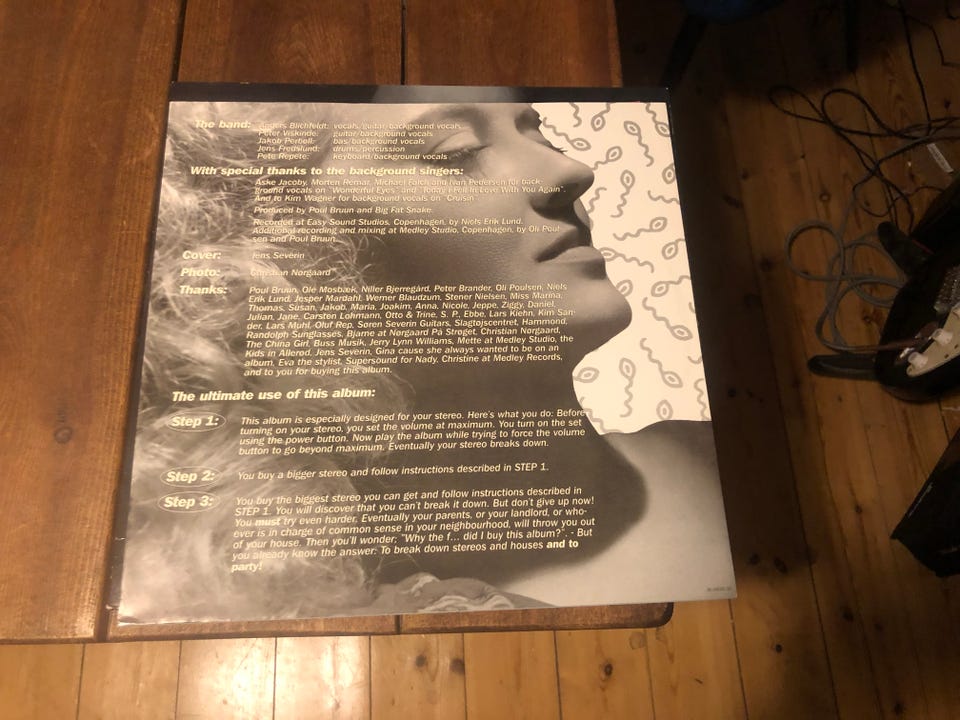 The band: Anders Blichfeldt: vocals/guitar/background vocals
Peter Viskinde: guitar/background vocals
Jakob Perbøll: bas/background vocals
Jens Fredslund: drums/percussion
Pete Repete: keyboard/background vocals
With special thanks to the background singers:
Aske Jacoby, Morten Remar, Michael Folch and Ivan Pedersen for back-
ground vocals on "Wonderful Eyes" and "Today I Fell In Love With You Again".
And to Kim Wagner for background vocals on "Cruisin'
Produced by Poul Bruun and Big Fat Snake.
Recorded at Easy Sound Studios, Copenhagen, by Niels Erik Lund.
Additional recording and mixing at Medley Studio, Copenhagen, by Oli Poul-
sen and Poul Bruun.
Cover: Jens Severin
Photo: Christian Nørgaard
Thanks: Poul Bruun, Ole Mosbæk, Niller Bjerregård, Peter Brander, Oli Poulsen, Niels
Erik Lund, Jesper Mardahl, Werner Blaudzum, Stener Nielsen, Miss Marma,
Thomas, Susan, Jakob, Maria, Joakim, Anna, Nicole, Jeppe, Ziggy, Daniel,
Julian, Jane, Carsten Lohmann, Otto & Trine, S. P., Ebbe, Lars Kiehn, Kim San-
der, Lars Muhl, Oluf Rep, Søren Severin Guitars, Slagtøjscentret, Hammond,
Randolph Sunglasses, Bjarne at Nørgaard På Strøget, Christian Nørgaard,
The China Girl, Buss Musik, Jerry Lynn Williams, Mette at Medley Studio, the
Kids in Allerød, Jens Severin, Gina cause she always wanted to be on an
album, Eva the stylist, Supersound for Nady, Christine at Medley Records,
and to you for buying this album.
The ultimate use of this album:
Step 1: This album is especially designed for your stereo. Here's what you do: Before
turning on your stereo, you set the volume at maximum. You turn on the set
using the power button. Now play the album while trying to force the volume
button to go beyond maximum. Eventually your stereo breaks down.
Step 2: You buy a bigger stereo and follow instructions described in STEP 1.
Step 3: You buy the biggest stereo you can get and follow instructions described in
STEP 1. You will discover that you can't break it down. But don't give up now!
You must try even harder. Eventually your parents, or your landlord, or who-
ever is in charge of common sense in your neighbourhood, will throw you out
of your house. Then you'll wonder: "Why the f... did I buy this album?". - But
you already know the answer: To break down stereos and houses and to
party!